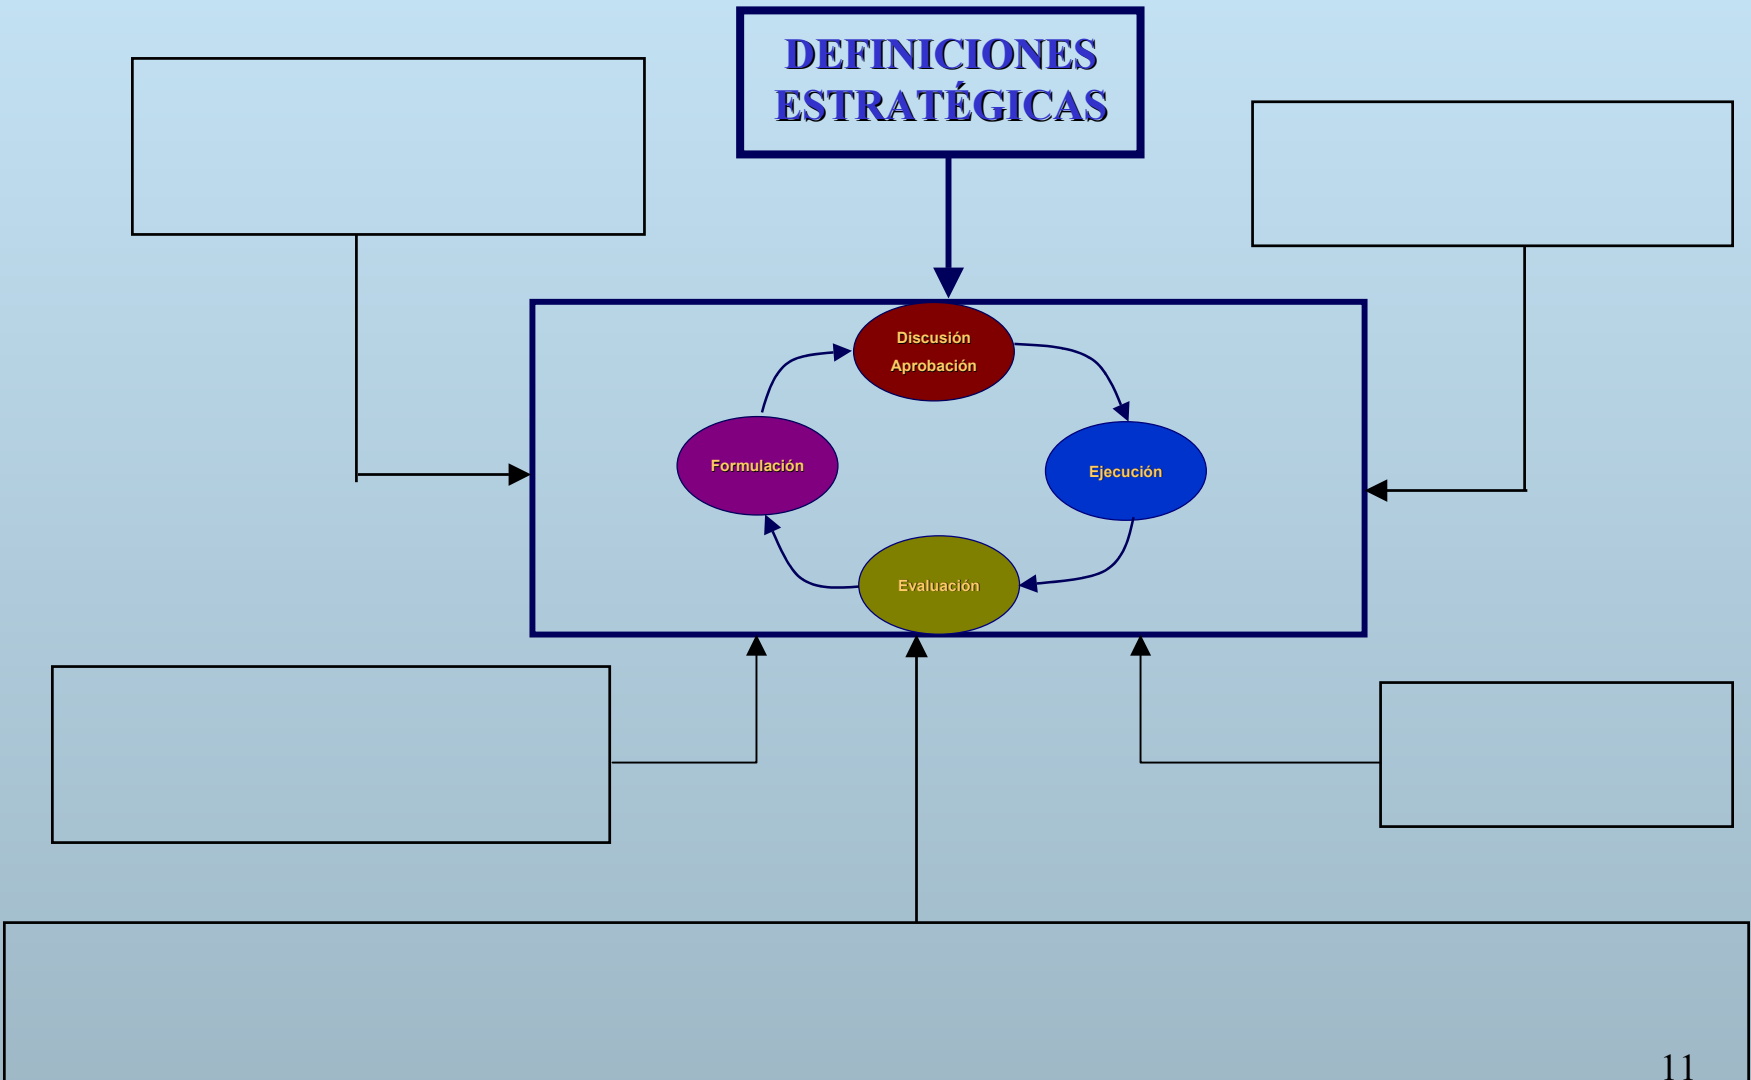 DEFINICIONES
ESTRATÉGICAS
Discusión
Aprobación
Formulación
Ejecución
Evaluación
11